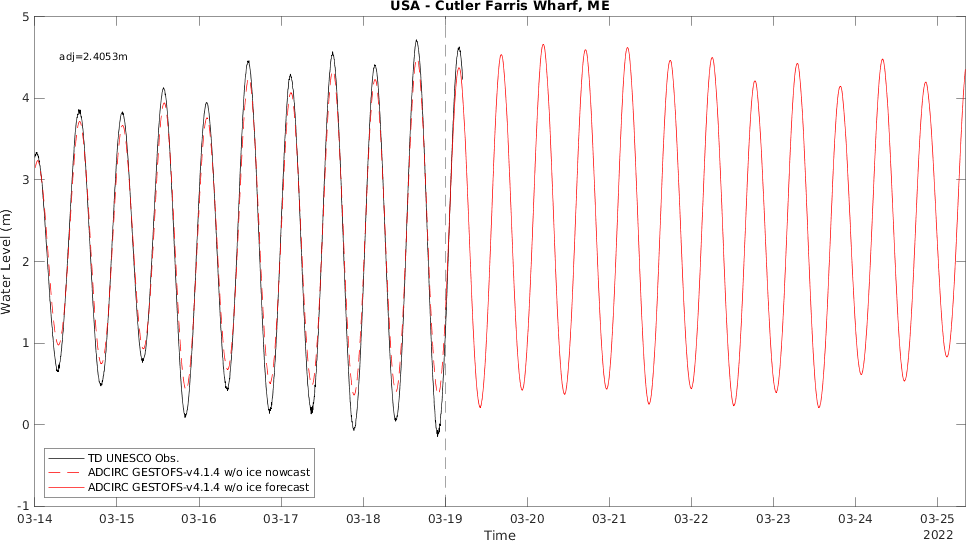 USA - Cutler Farris Wharf, ME
adj=2.4053m
5
4
3
2
1
0
-1
Water Level (m)
TD UNESCO Obs.
ADCIRC GESTOFS-v4.1.4 w/o ice nowcast
ADCIRC GESTOFS-v4.1.4 w/o ice forecast
03-14 03-15 03-16 03-17 03-18 03-19 03-20 03-21 03-22 03-23 03-24 03-25
Time
2022